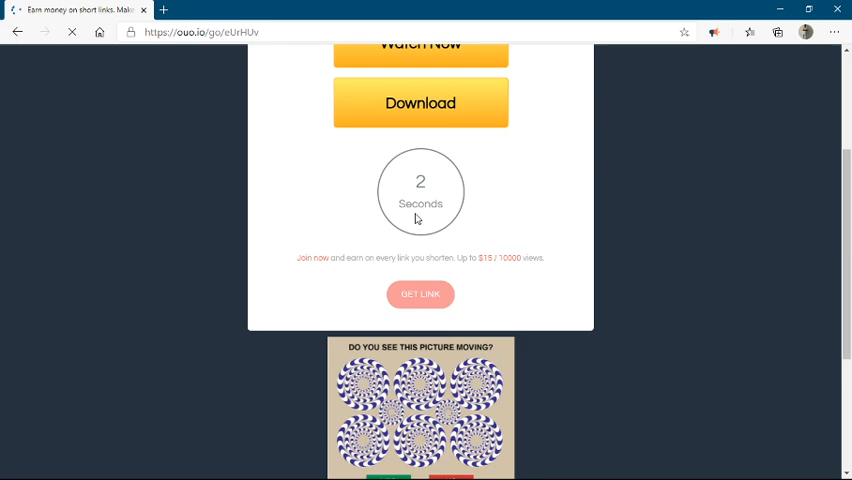 Earn money on short links. Make
https://ouo.io/go/eUrHUv
Watch Now
Download
2
Seconds
Join now and earn on every link you shorten. Up to $15 / 10000 views.
GET LINK
DO YOU SEE THIS PICTURE MOVING?